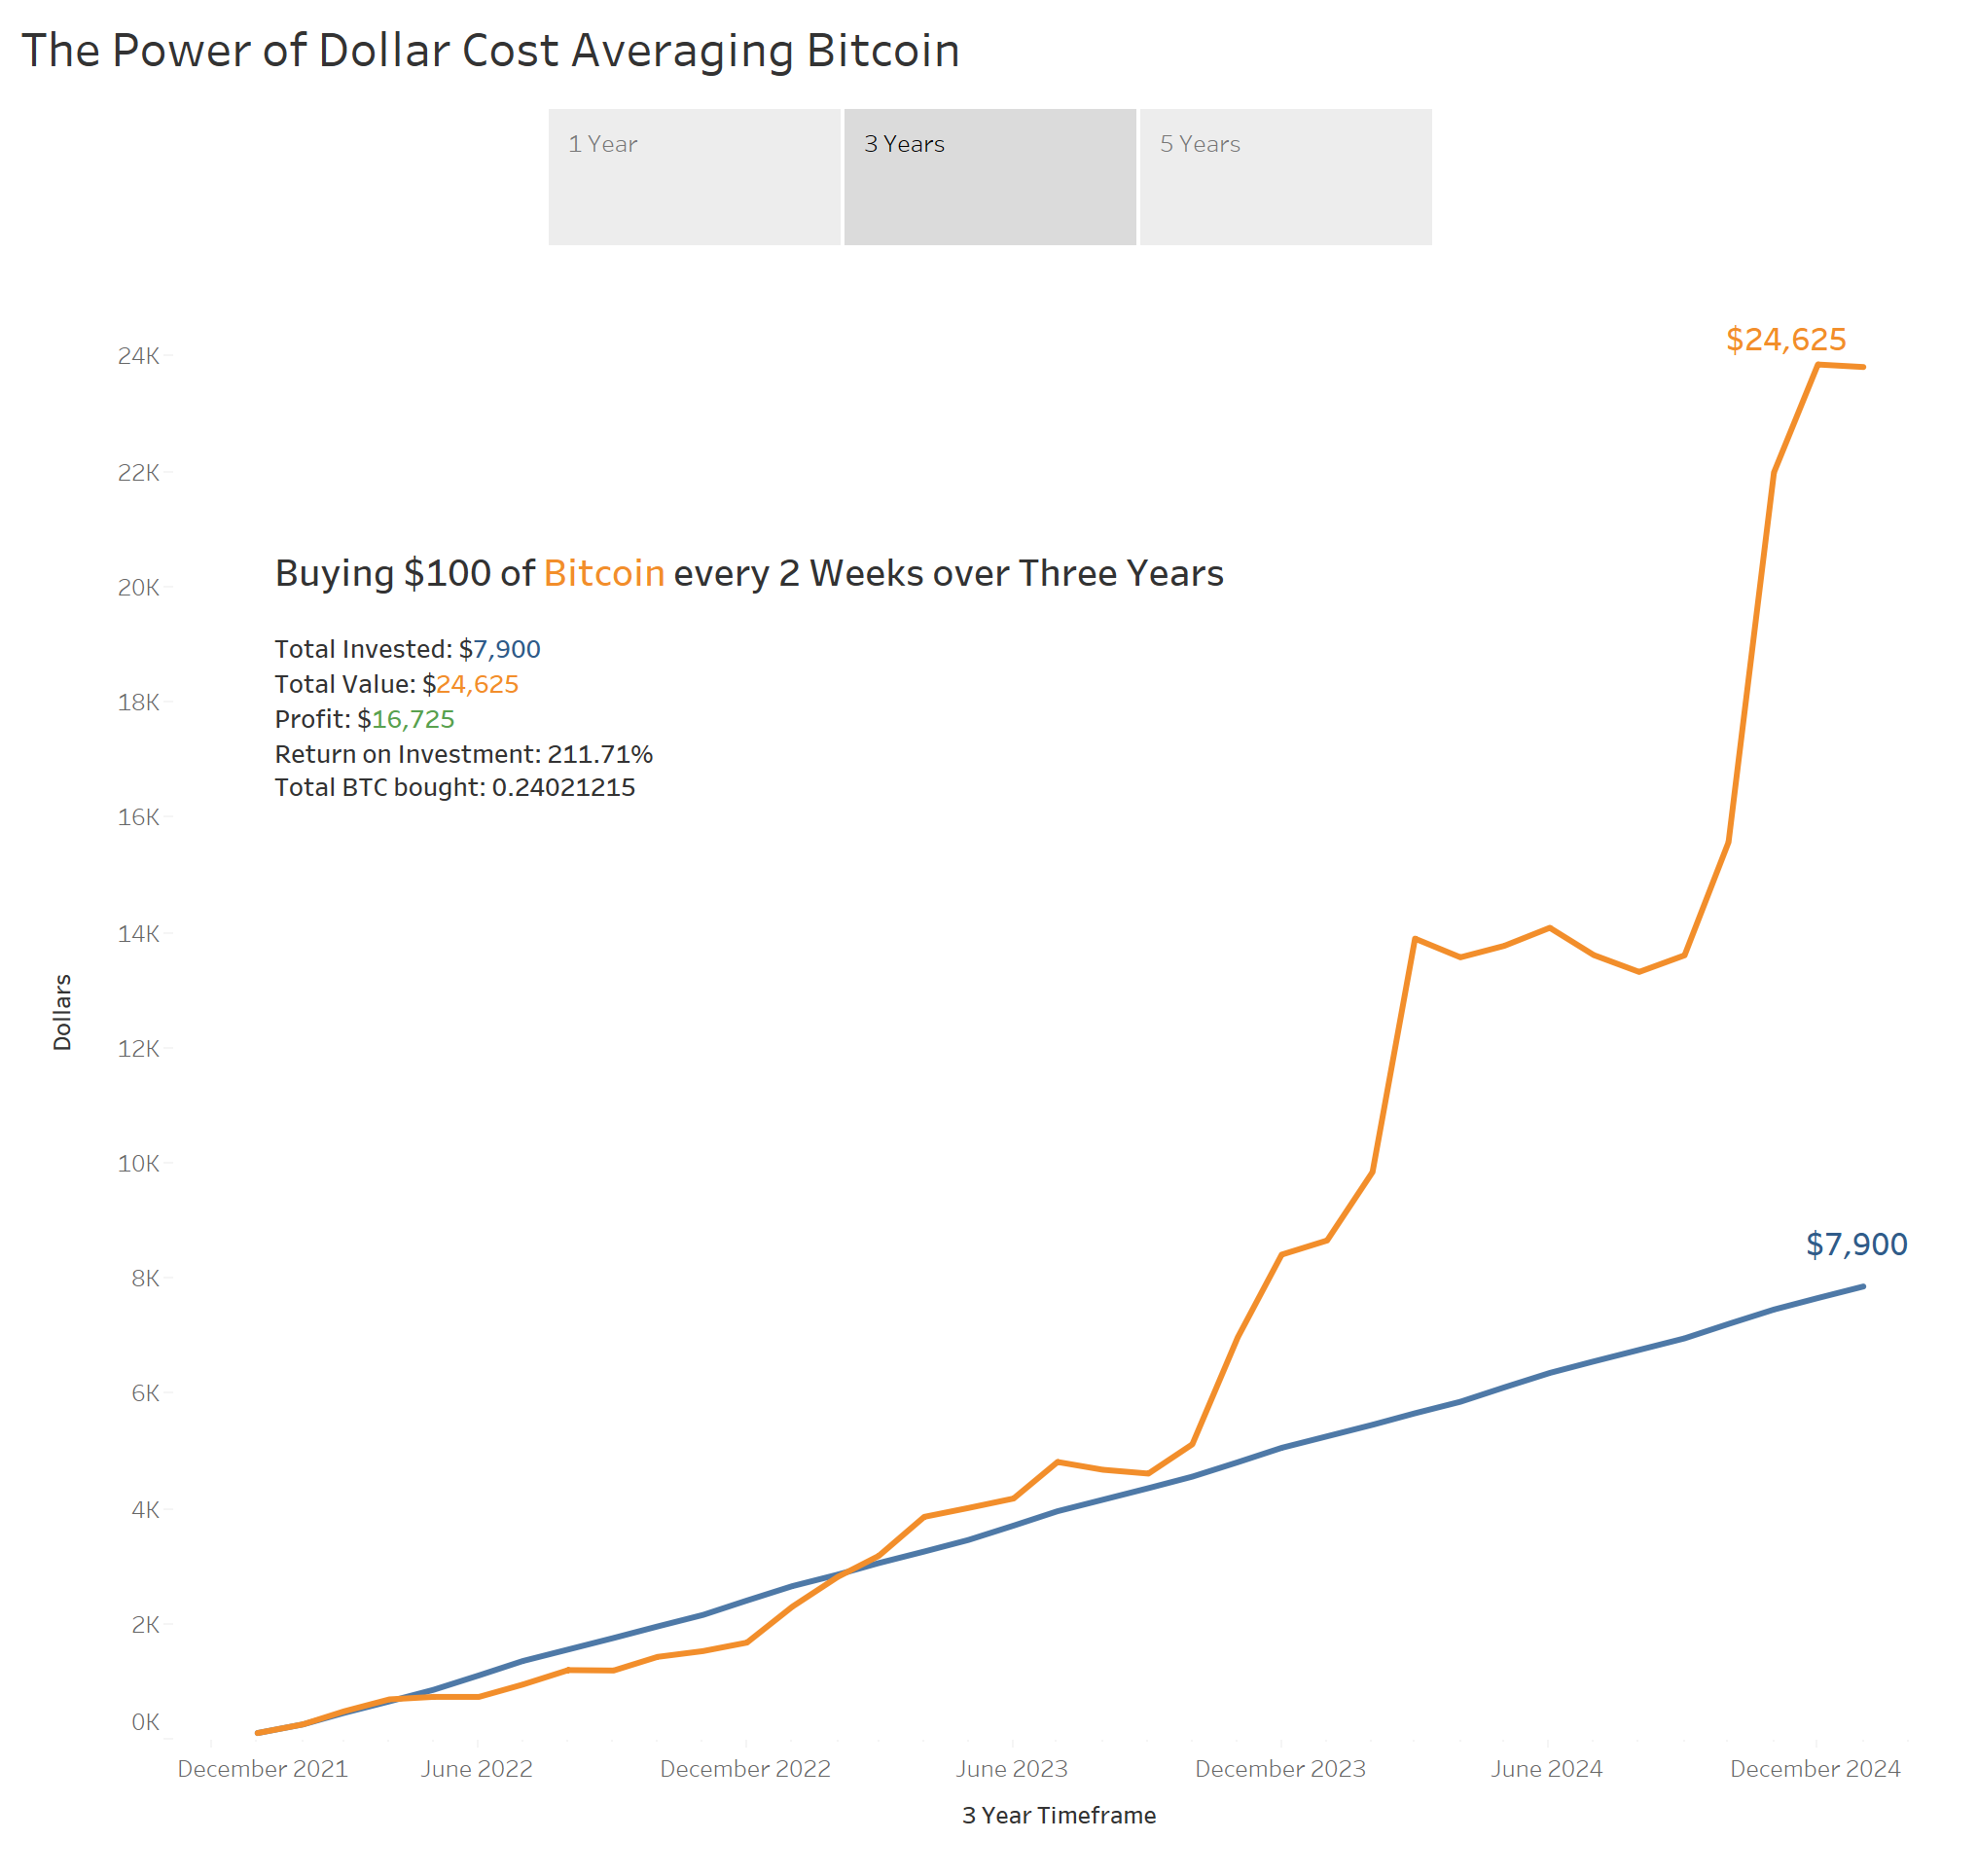 The Power of Dollar Cost Averaging Bitcoin
1 Year
3 Years
5 Years
$24,625
24K
22K
20K
18K
16K
14K
12K
10K
8K
6K
4K
2K
0K
Dollars
Buying $100 of Bitcoin every 2 Weeks over Three Years
Total Invested: $7,900
Total Value: $24,625
Profit: $16,725
Return on Investment: 211.71%
Total BTC bought: 0.24021215
$7,900
December 2021
June 2022
December 2022
June 2023
December 2023
June 2024
December 2024
3 Year Timeframe